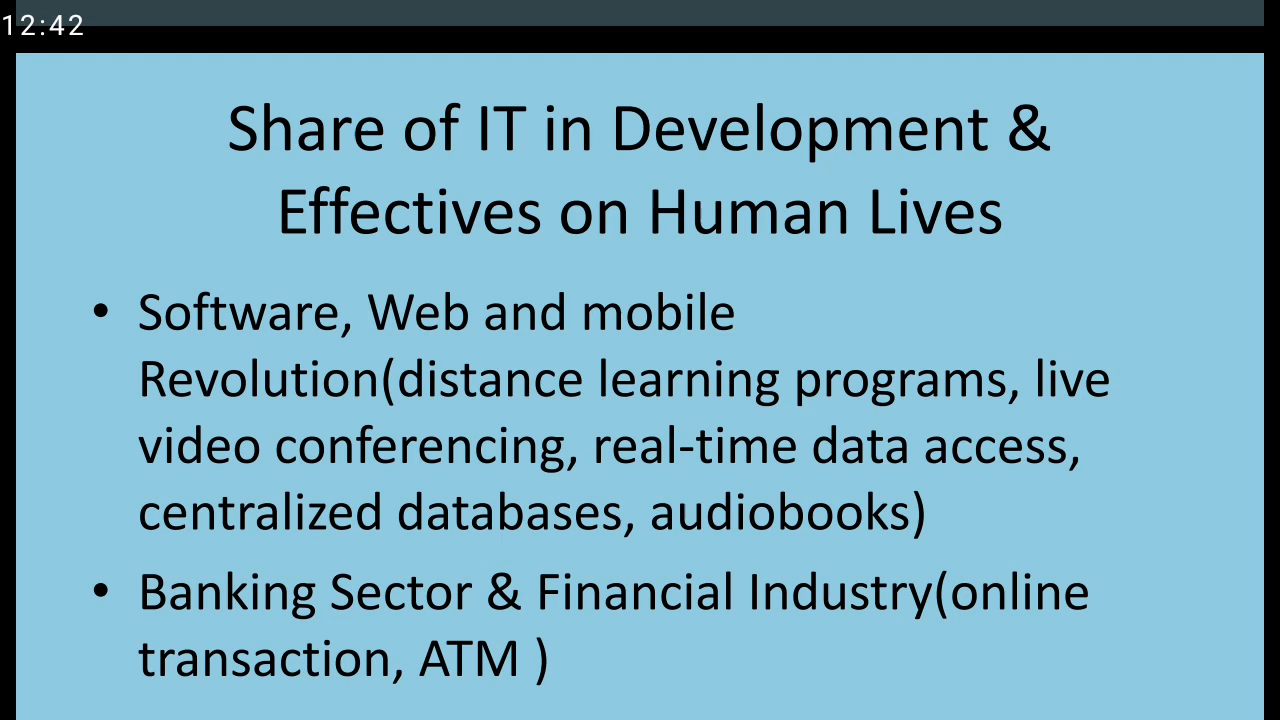 12:42
Share of IT in Development &
Effectives on Human Lives
• Software, Web and mobile
Revolution(distance learning programs, live
video conferencing, real-time data access,
centralized databases, audiobooks)
• Banking Sector & Financial Industry(online
transaction, ATM )